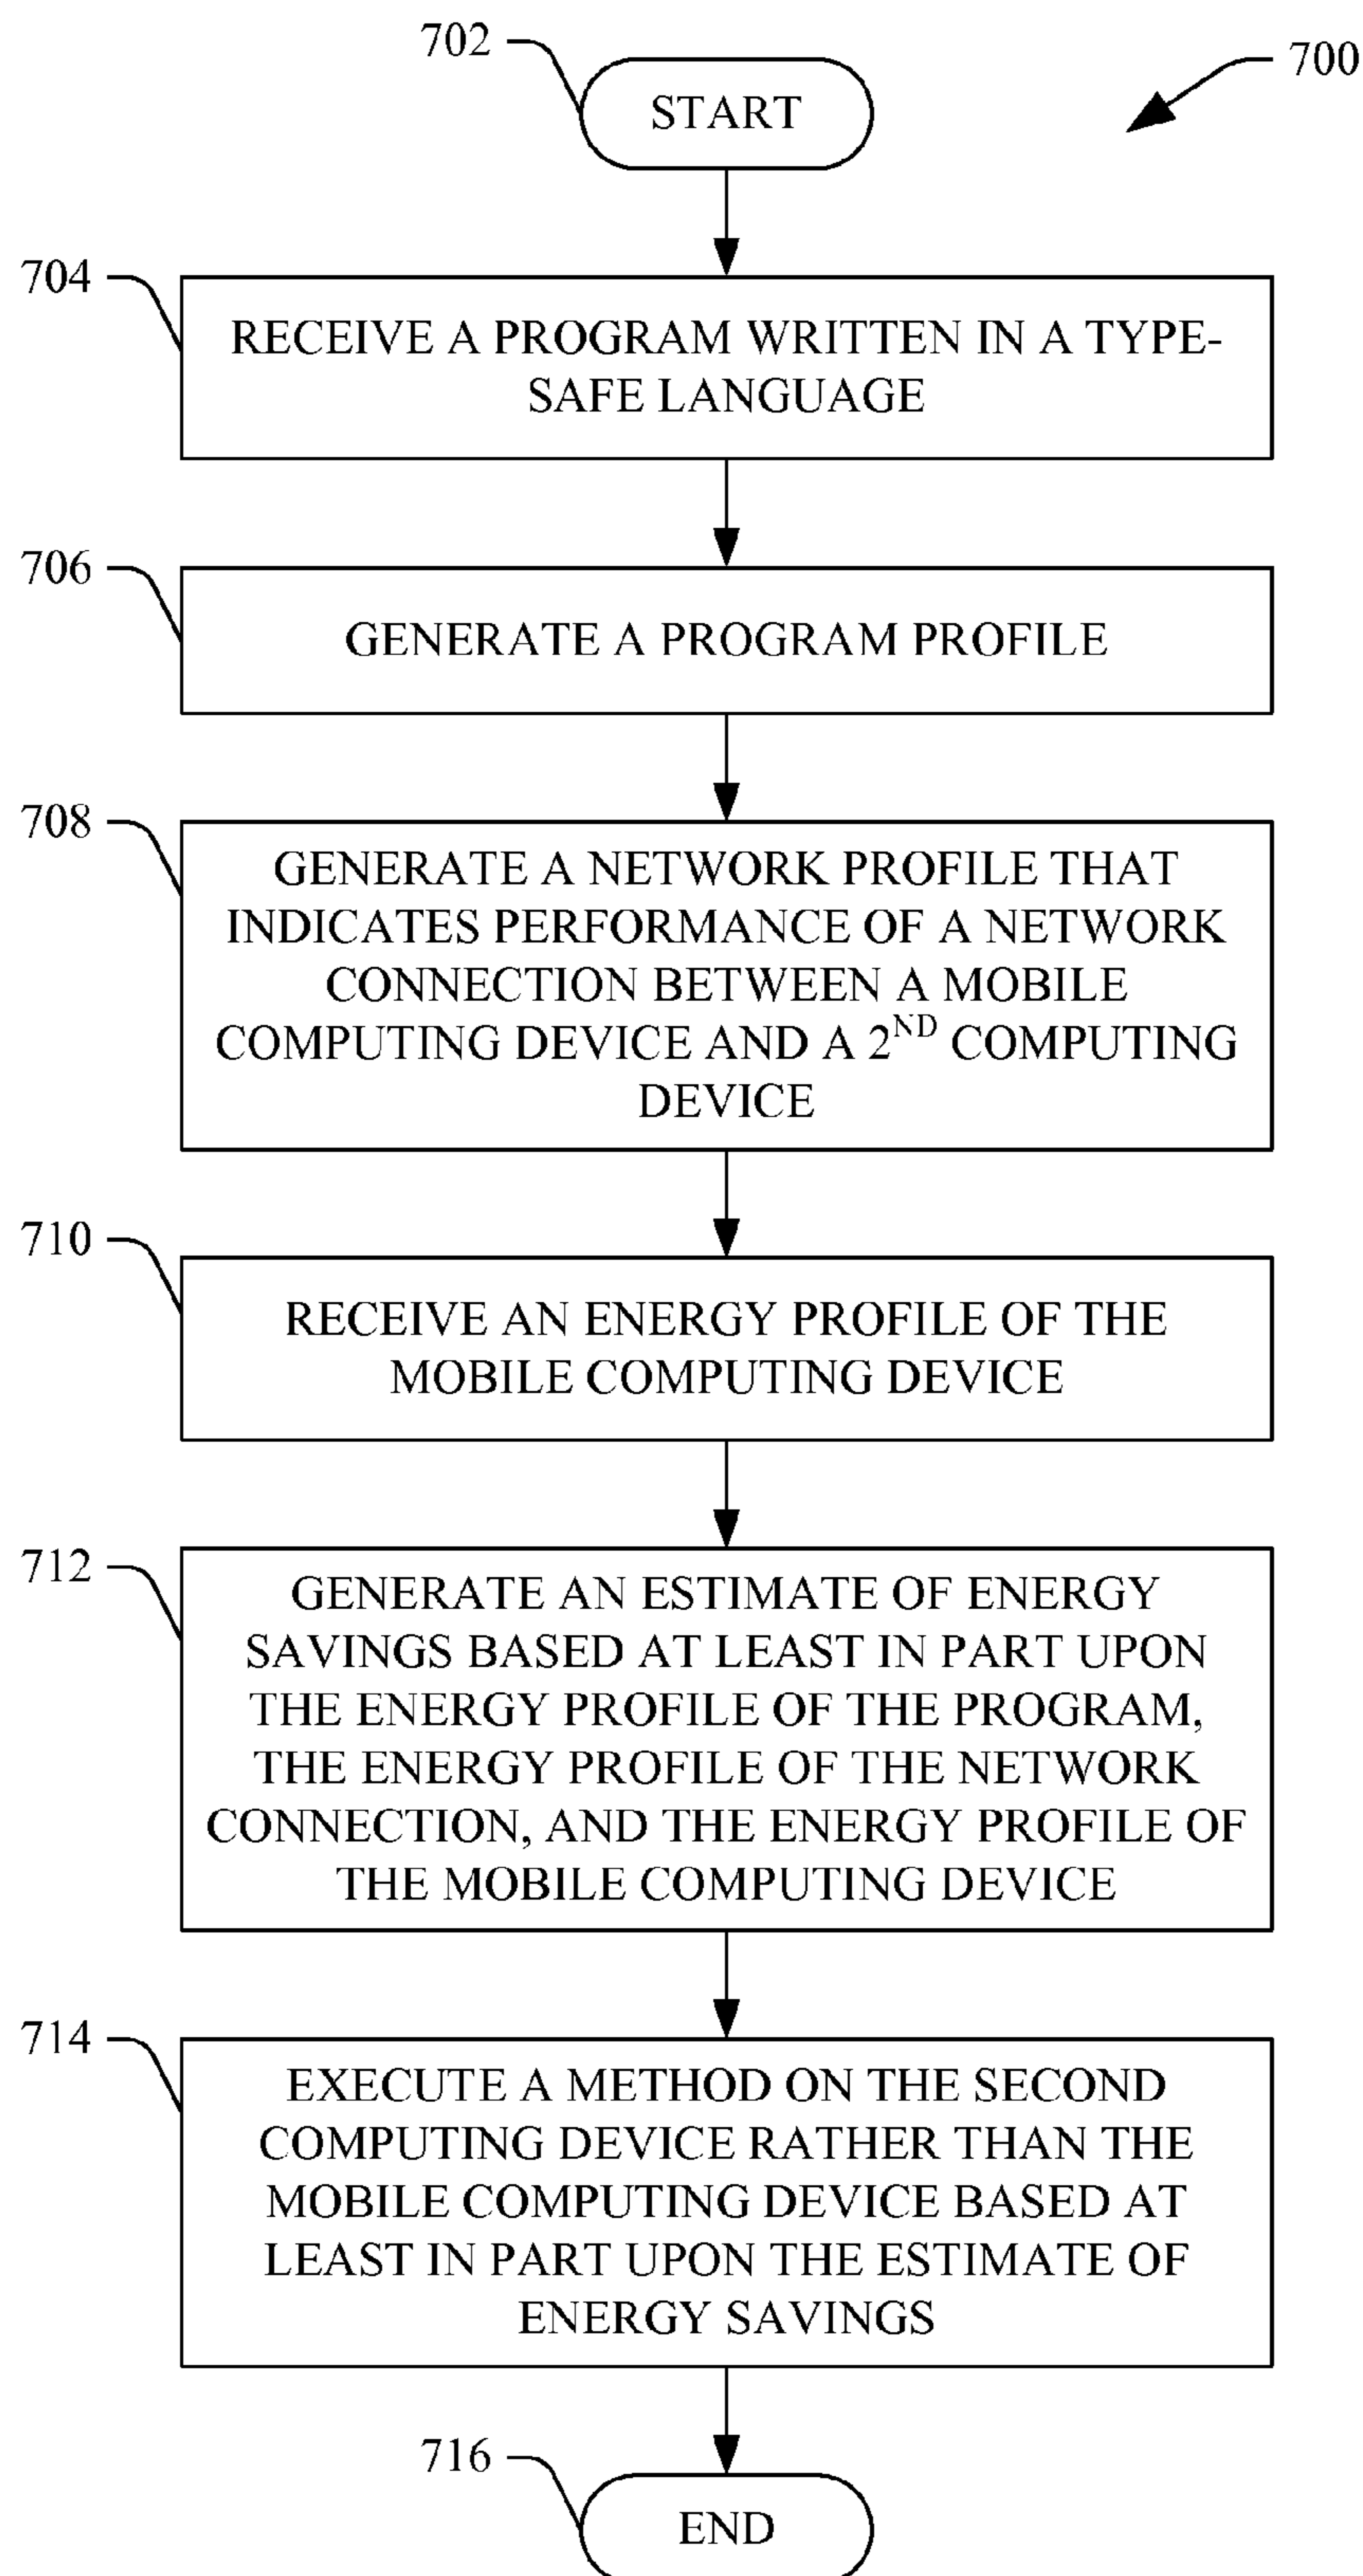 702
700
START
704
RECEIVE A PROGRAM WRITTEN IN A TYPE-
SAFE LANGUAGE
706
GENERATE A PROGRAM PROFILE
708
GENERATE A NETWORK PROFILE THAT
INDICATES PERFORMANCE OF A NETWORK
CONNECTION BETWEEN A MOBILE
COMPUTING DEVICE AND A 2ND COMPUTING
DEVICE
710
RECEIVE AN ENERGY PROFILE OF THE
MOBILE COMPUTING DEVICE
712
GENERATE AN ESTIMATE OF ENERGY
SAVINGS BASED AT LEAST IN PART UPON
THE ENERGY PROFILE OF THE PROGRAM,
THE ENERGY PROFILE OF THE NETWORK
CONNECTION, AND THE ENERGY PROFILE OF
THE MOBILE COMPUTING DEVICE
714
EXECUTE A METHOD ON THE SECOND
COMPUTING DEVICE RATHER THAN THE
MOBILE COMPUTING DEVICE BASED AT
LEAST IN PART UPON THE ESTIMATE OF
ENERGY SAVINGS
716
END